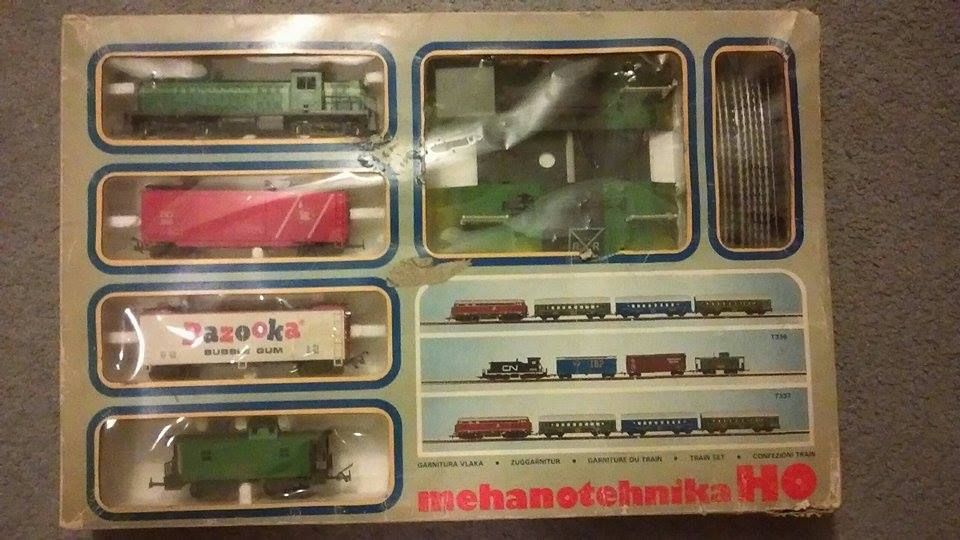 Bazooka
BUBBLE GUM
R R
CN
T336
T337
GARNITURA VLAKA • ZUGGARNITUR • GARNITURE DU TRAIN • TRAIN SET • CONFEZIONI TRAIN
mehanotehnika HO